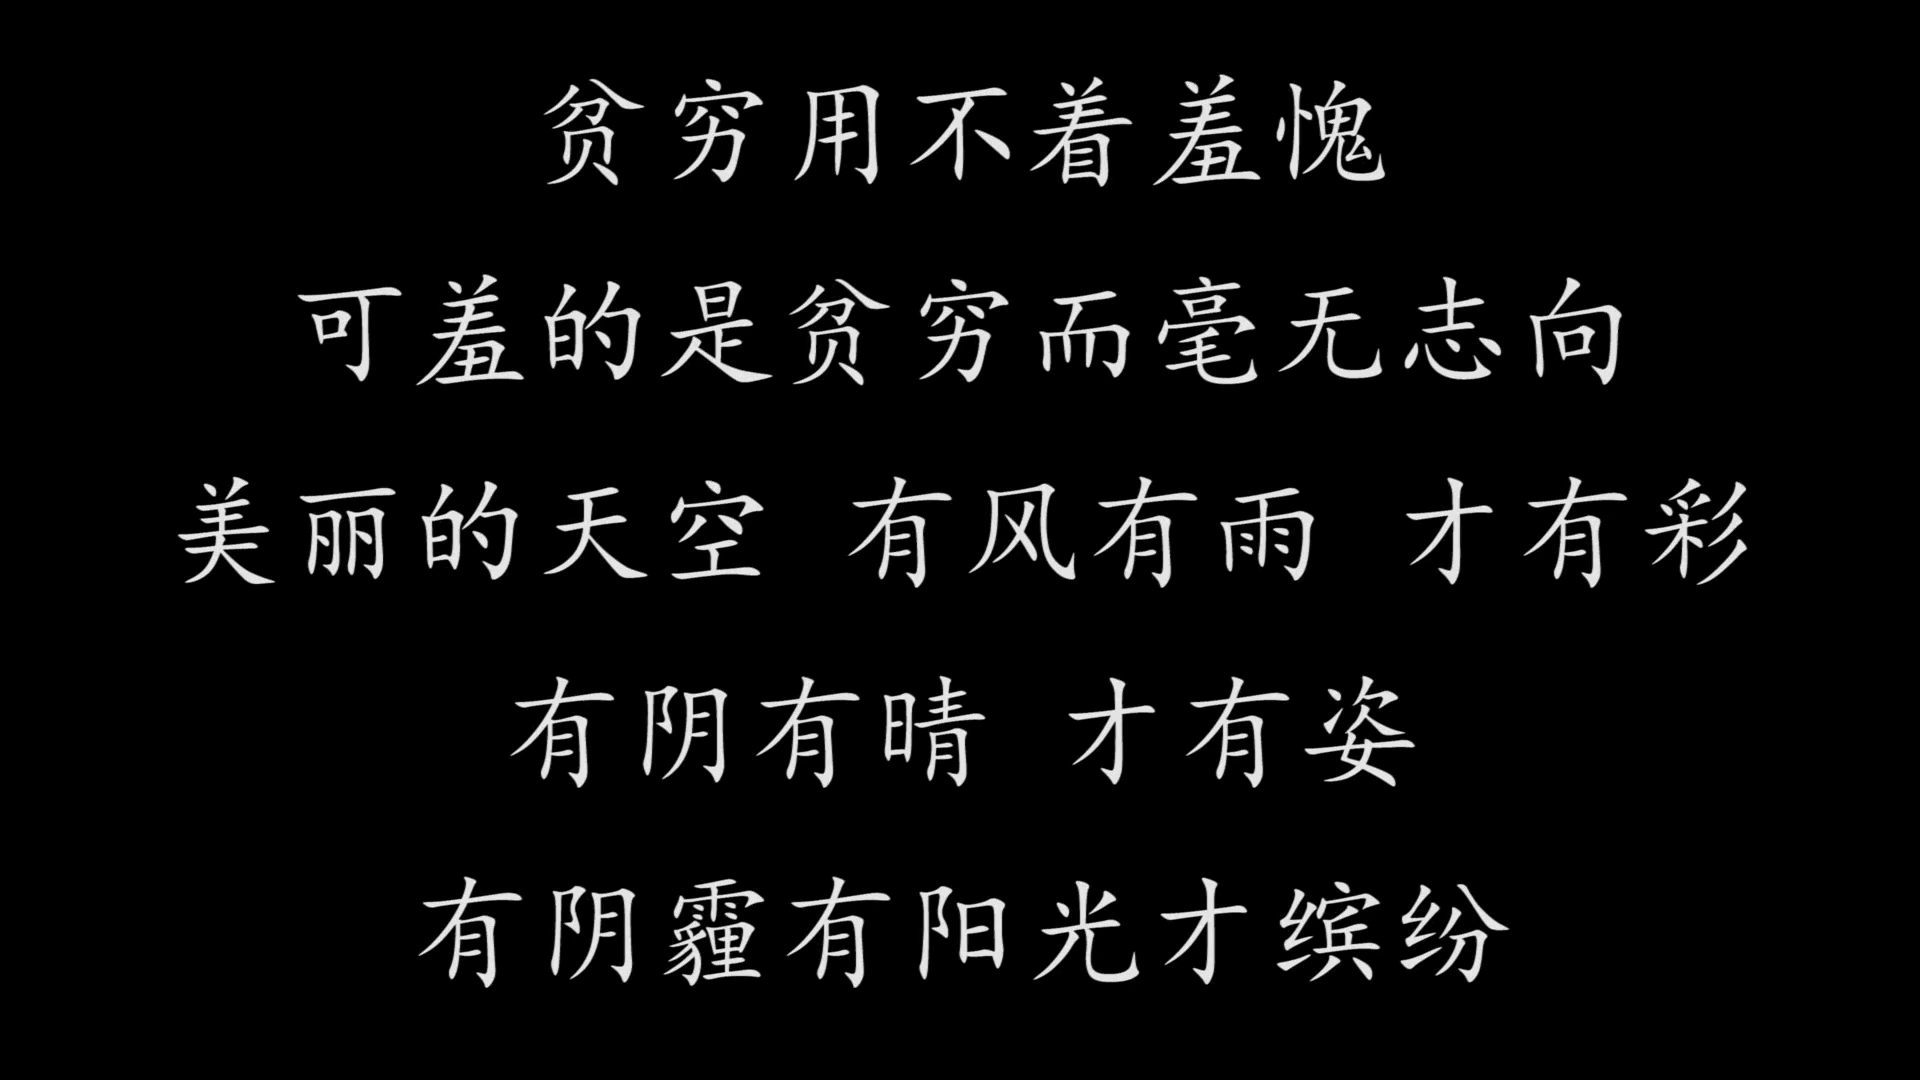 贫穷用不着羞愧
可羞的是贫穷而毫无志向
美丽的天空 有风有雨 才有彩
有阴有晴 才有姿
有阴霾有阳光才缤纷